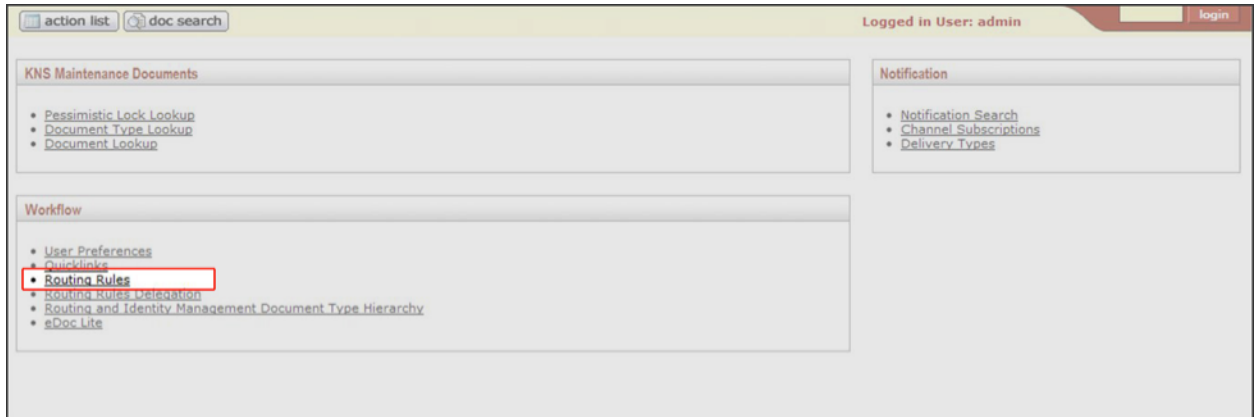 action list doc search Logged in User: admin login
KNS Maintenance Documents
Pessimistic Lock Lookup
Document Type Lookup
Document Lookup
Notification
Notification Search
Channel Subscriptions
Delivery Types
Workflow
User Preferences
Quicklinks
Routing Rules
Routing Rules Delegation
Routing and Identity Management Document Type Hierarchy
eDoc Lite